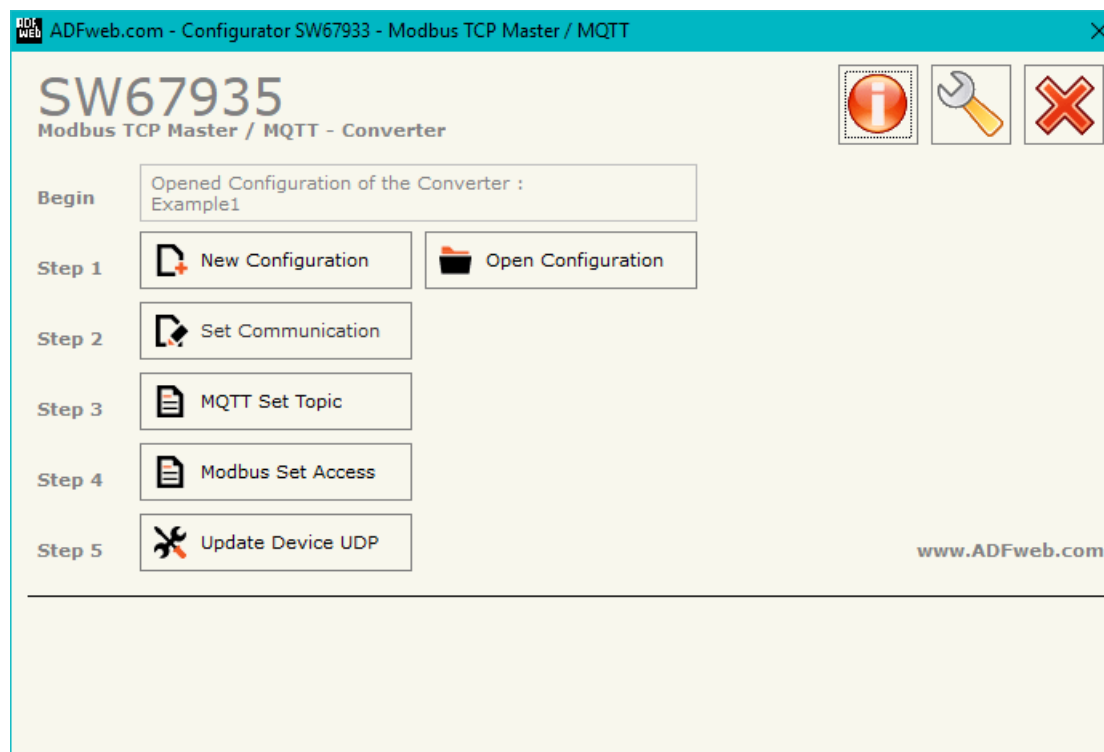 ADF
WEB
ADFweb.com - Configurator SW67933 - Modbus TCP Master / MQTT
SW67935
Modbus TCP Master / MQTT - Converter
Begin
Opened Configuration of the Converter :
Example1
Step 1
New Configuration
Open Configuration
Step 2
Set Communication
Step 3
MQTT Set Topic
Step 4
Modbus Set Access
Step 5
Update Device UDP
www.ADFweb.com